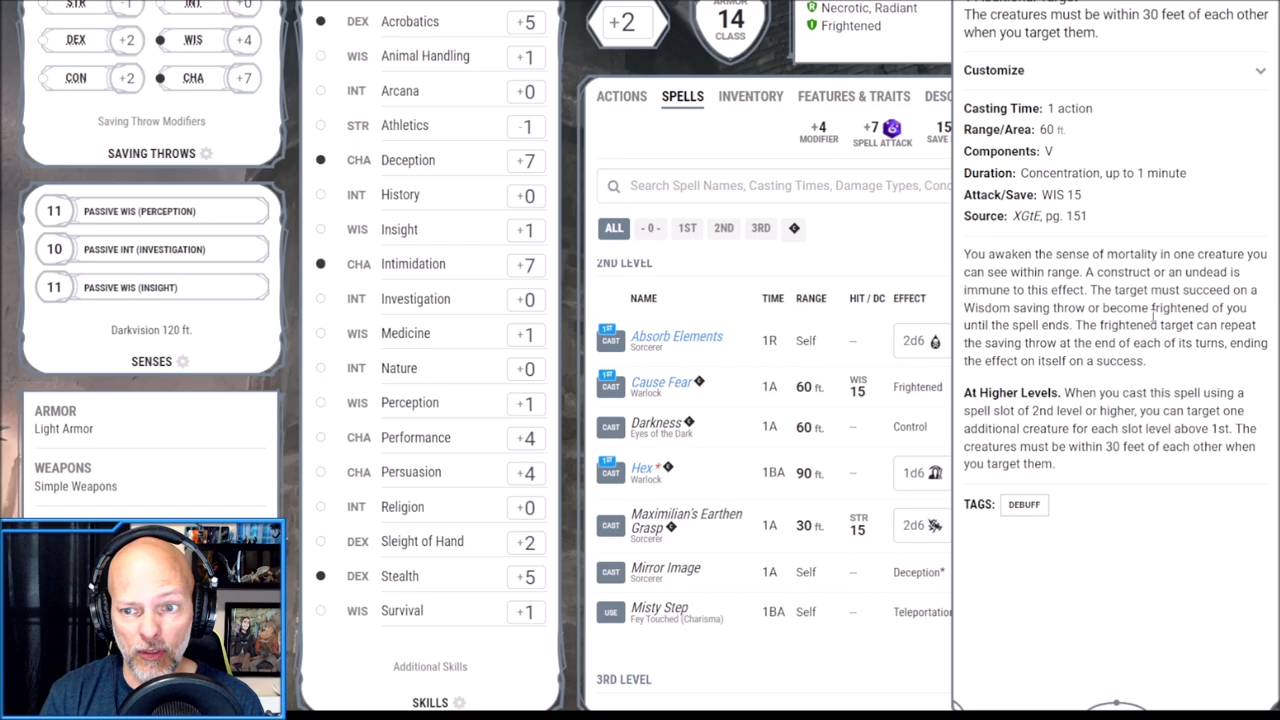 STR -1 INT +0
DEX +2 WIS +4
CON +2 CHA +7
Saving Throw Modifiers
SAVING THROWS
11 PASSIVE WIS (PERCEPTION)
10 PASSIVE INT (INVESTIGATION)
11 PASSIVE WIS (INSIGHT)
Darkvision 120 ft.
SENSES
ARMOR
Light Armor
WEAPONS
Simple Weapons
DEX Acrobatics +5
WIS Animal Handling +1
INT Arcana +0
STR Athletics -1
CHA Deception +7
INT History +0
WIS Insight +1
CHA Intimidation +7
INT Investigation +0
WIS Medicine +1
INT Nature +0
WIS Perception +1
CHA Performance +4
CHA Persuasion +4
INT Religion +0
DEX Sleight of Hand +2
DEX Stealth +5
WIS Survival +1
Additional Skills
SKILLS
+2
ARMOR
14
CLASS
Necrotic, Radiant
Frightened
ACTIONS SPELLS INVENTORY FEATURES & TRAITS DESC
+4 +7 15
MODIFIER SPELL ATTACK SAVE
Search Spell Names, Casting Times, Damage Types, Conc
ALL - 0 - 1ST 2ND 3RD
2ND LEVEL
NAME TIME RANGE HIT / DC EFFECT
1ST CAST Absorb Elements 1R Self -- 2d6
Sorcerer
1ST CAST Cause Fear 1A 60 ft. WIS 15 Frightened
Warlock
CAST Darkness 1A 60 ft. -- Control
Eyes of the Dark
1ST CAST Hex * 1BA 90 ft. -- 1d6
Warlock
CAST Maximilian's Earthen 1A 30 ft. STR 15 2d6
Grasp
Sorcerer
CAST Mirror Image 1A Self -- Deception*
Sorcerer
USE Misty Step 1BA Self -- Teleportation
Fey Touched (Charisma)
3RD LEVEL
The creatures must be within 30 feet of each other
when you target them.
Customize
Casting Time: 1 action
Range/Area: 60 ft.
Components: V
Duration: Concentration, up to 1 minute
Attack/Save: WIS 15
Source: XGtE, pg. 151
You awaken the sense of mortality in one creature you
can see within range. A construct or an undead is
immune to this effect. The target must succeed on a
Wisdom saving throw or become frightened of you
until the spell ends. The frightened target can repeat
the saving throw at the end of each of its turns, ending
the effect on itself on a success.
At Higher Levels. When you cast this spell using a
spell slot of 2nd level or higher, you can target one
additional creature for each slot level above 1st. The
creatures must be within 30 feet of each other when
you target them.
TAGS: DEBUFF